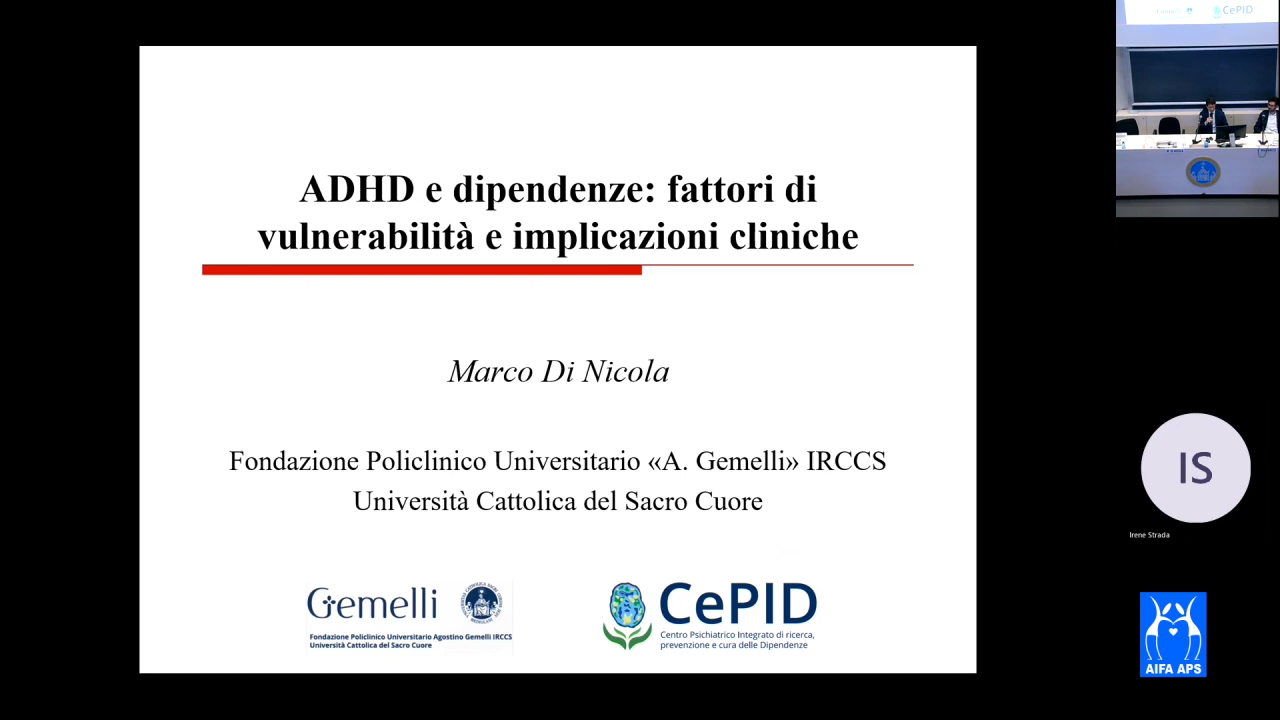 ADHD e dipendenze: fattori di
vulnerabilità e implicazioni cliniche
Marco Di Nicola
Fondazione Policlinico Universitario «A. Gemelli» IRCCS
Università Cattolica del Sacro Cuore
Gemelli
Fondazione Policlinico Universitario Agostino Gemelli IRCCS
Università Cattolica del Sacro Cuore
CePID
Centro Psichiatrico Integrato di ricerca,
prevenzione e cura delle Dipendenze
CePID
IS
Irene Strada
AIFA APS